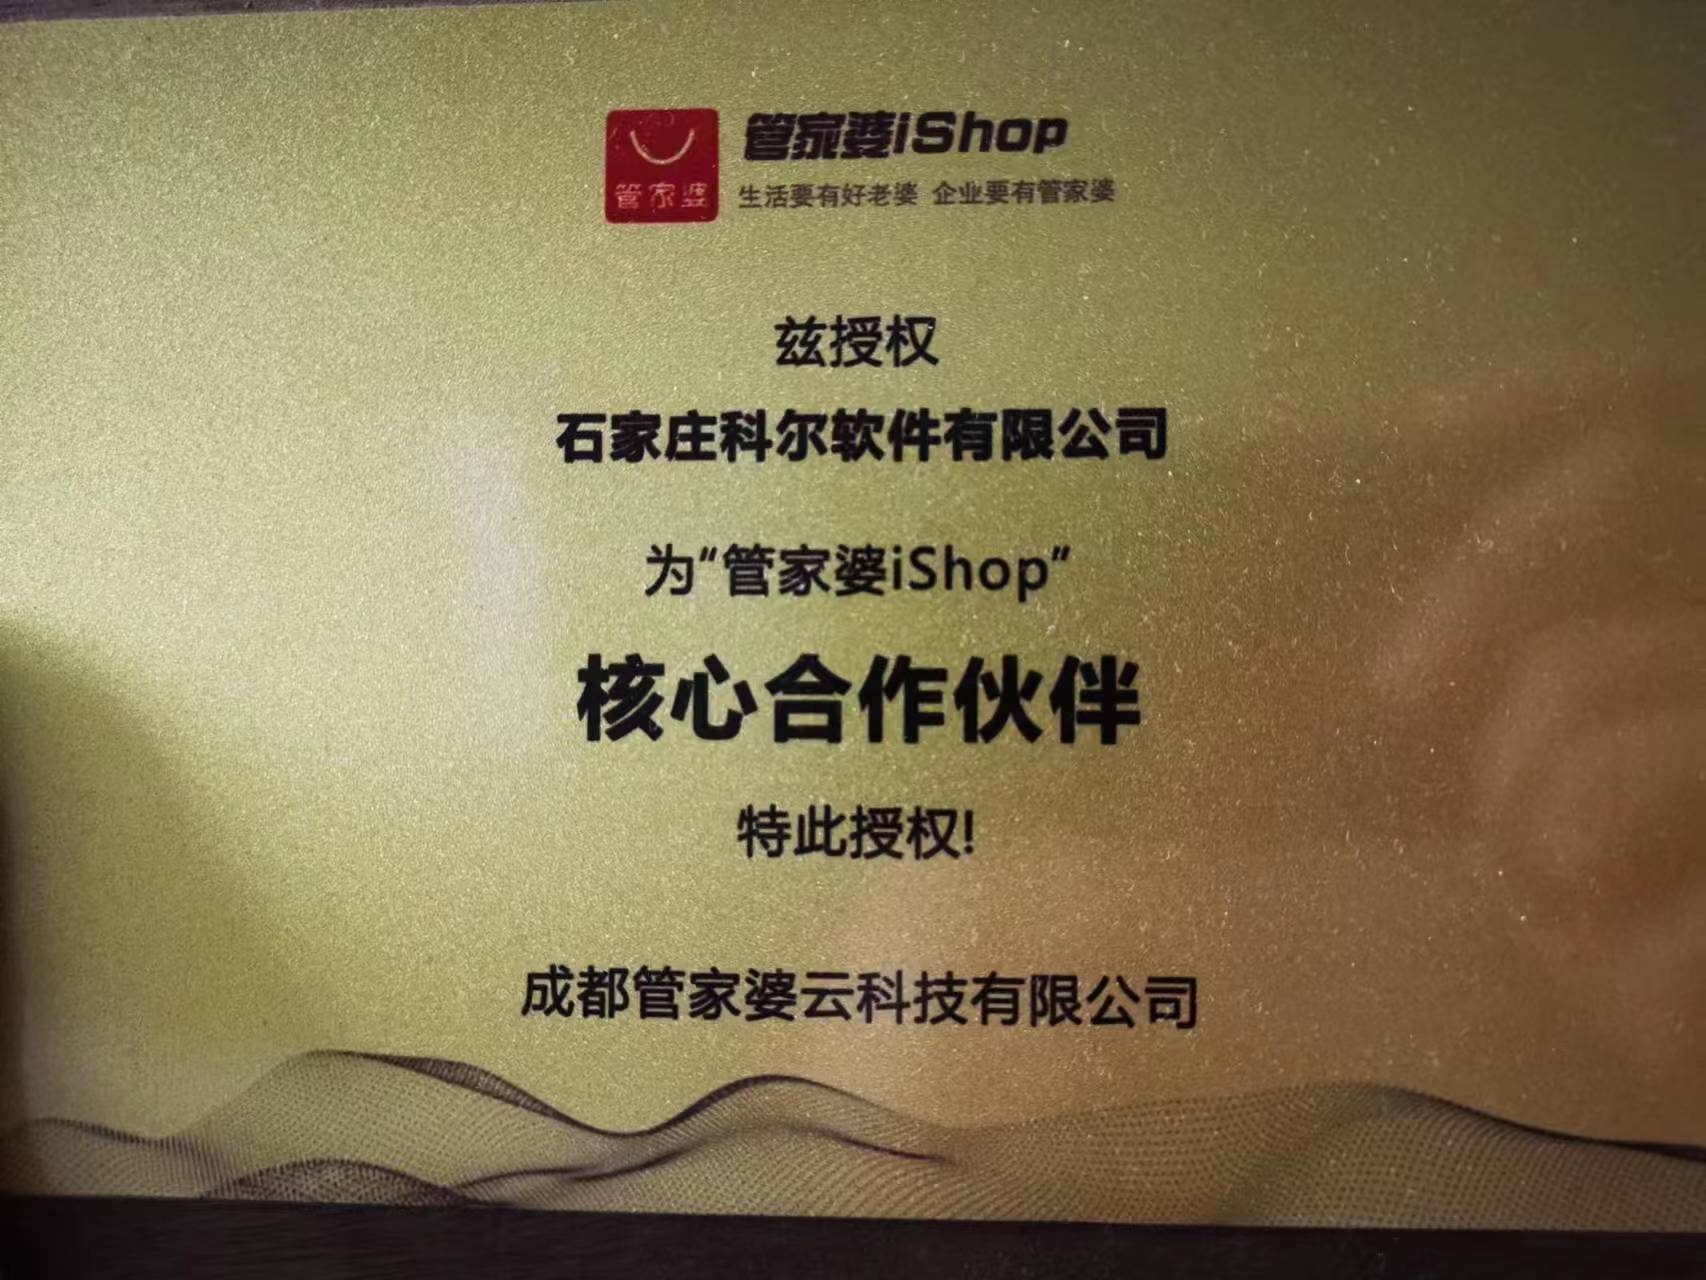 管家婆iShop
管家婆
生活要有好老婆 企业要有管家婆
兹授权
石家庄科尔软件有限公司
为“管家婆iShop”
核心合作伙伴
特此授权!
成都管家婆云科技有限公司